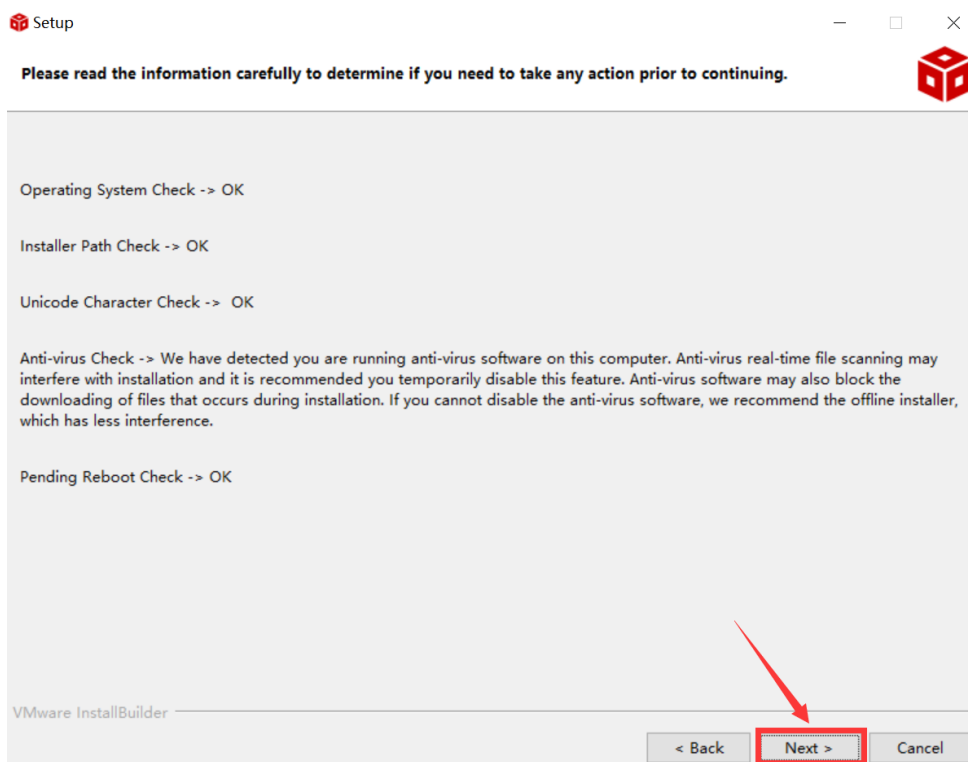 Setup
Please read the information carefully to determine if you need to take any action prior to continuing.
Operating System Check -> OK
Installer Path Check -> OK
Unicode Character Check ->  OK
Anti-virus Check -> We have detected you are running anti-virus software on this computer. Anti-virus real-time file scanning may
interfere with installation and it is recommended you temporarily disable this feature. Anti-virus software may also block the
downloading of files that occurs during installation. If you cannot disable the anti-virus software, we recommend the offline installer,
which has less interference.
Pending Reboot Check -> OK
VMware InstallBuilder
< Back
Next >
Cancel